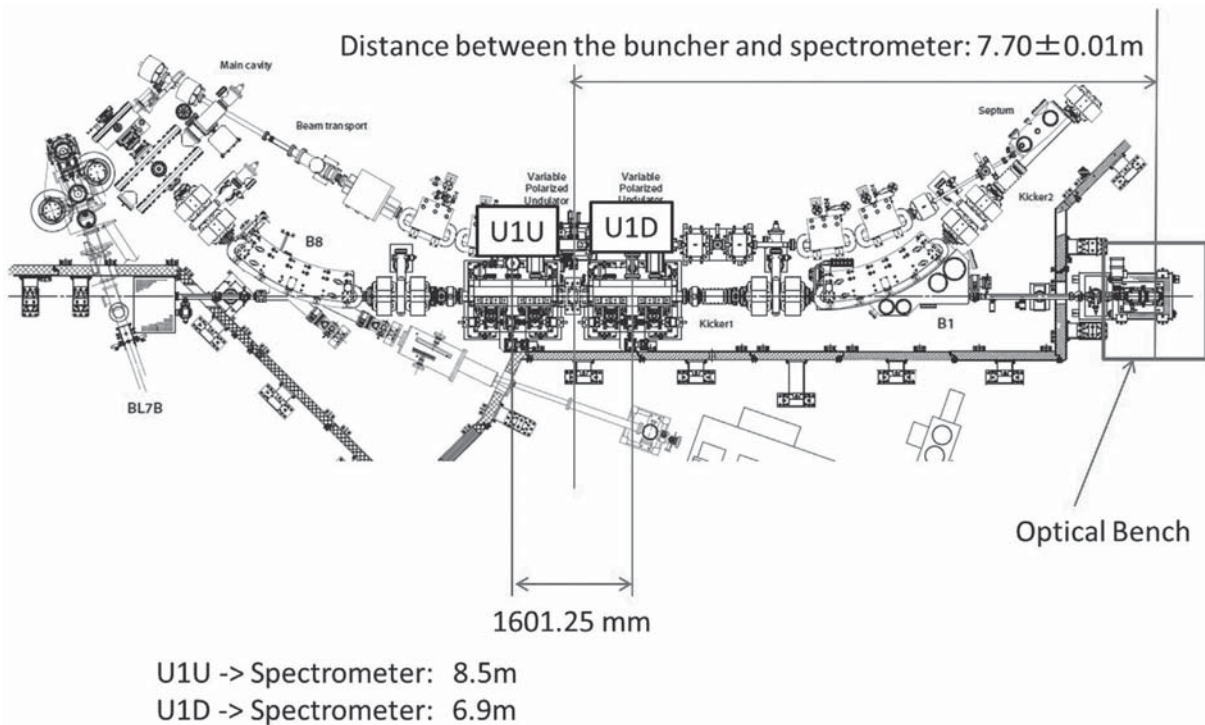 Distance between the buncher and spectrometer: 7.70±0.01m
Main cavity
Septum
Beam transport
Variable
Polarized
Undulator
Variable
Polarized
Undulator
Kicker2
U1U
U1D
B8
Kicker1
B1
BL7B
Optical Bench
1601.25 mm
U1U -> Spectrometer: 8.5m
U1D -> Spectrometer: 6.9m